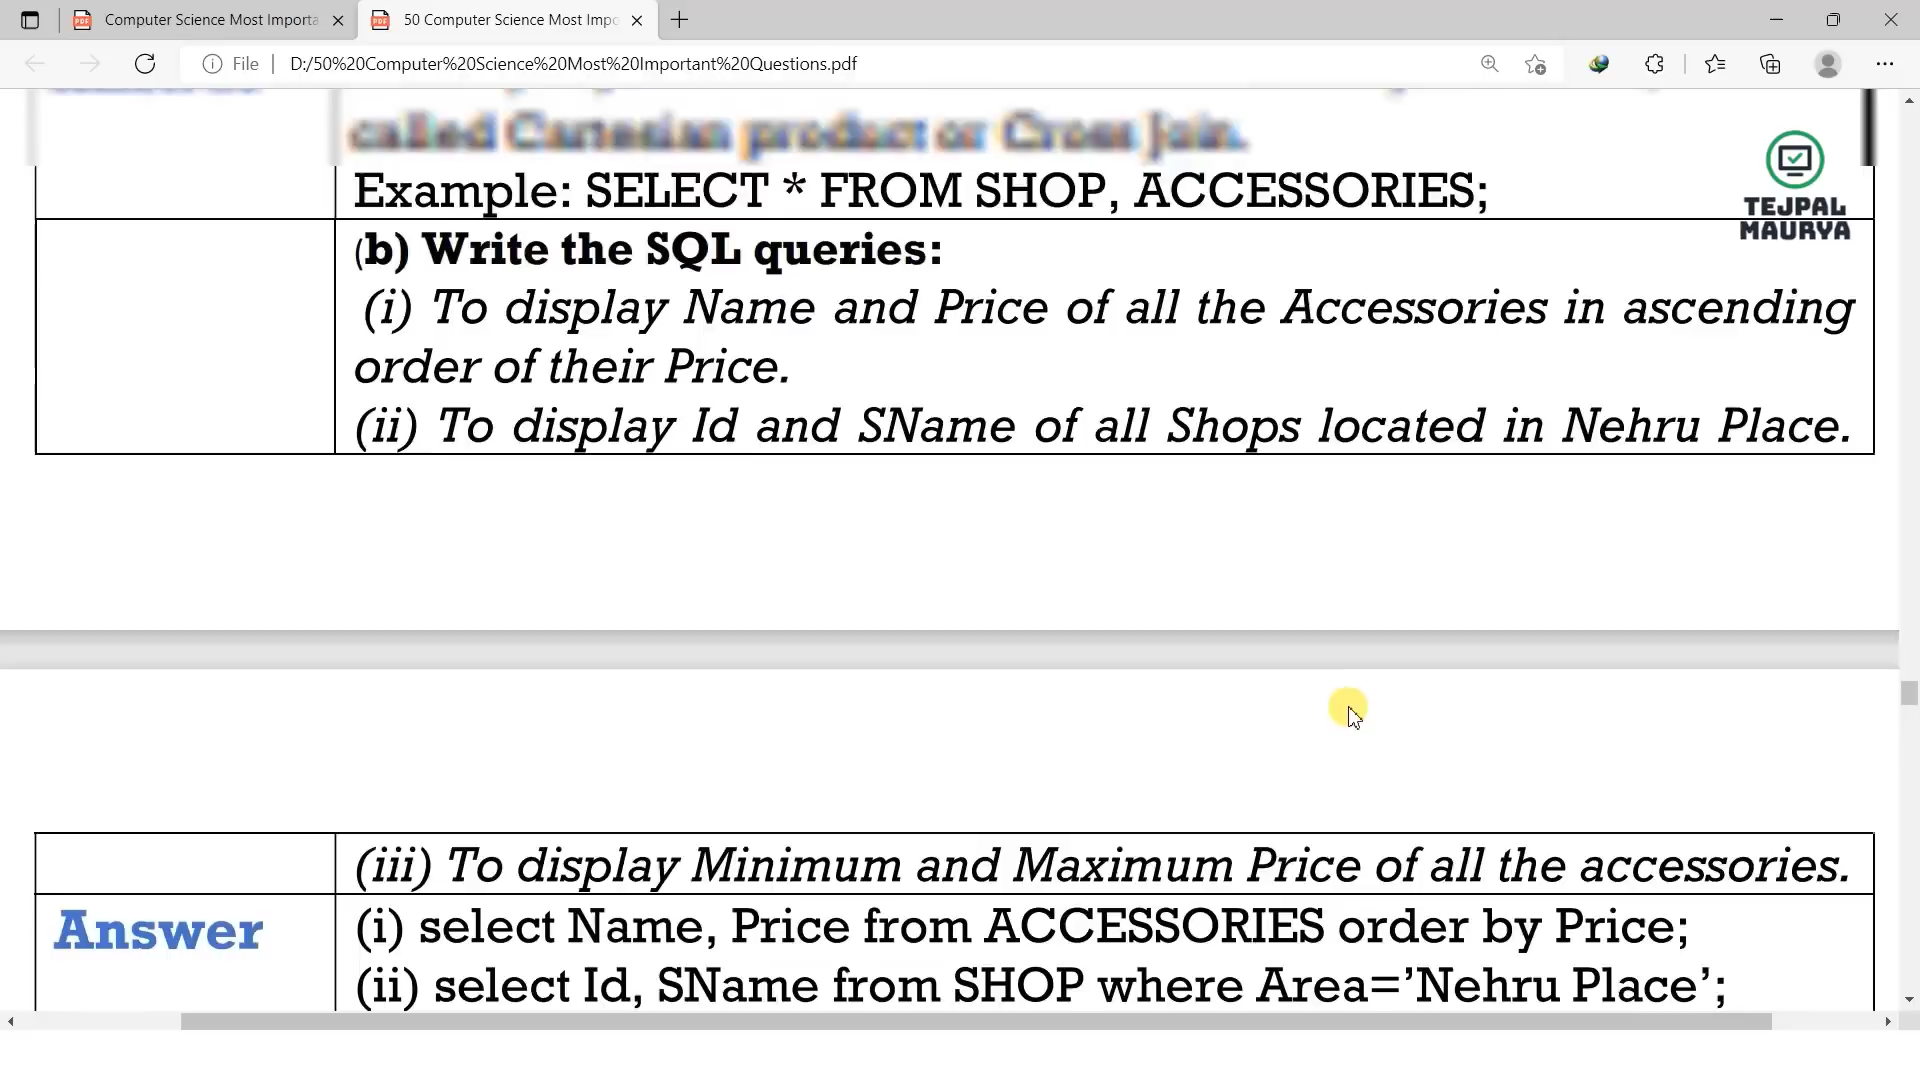 Computer Science Most Importa
50 Computer Science Most Impo
File
D:/50%20Computer%20Science%20Most%20Important%20Questions.pdf
called Cartesian product or Cross Join.
Example: SELECT * FROM SHOP, ACCESSORIES;
TEJPAL
MAURYA
(b) Write the SQL queries:
(i) To display Name and Price of all the Accessories in ascending
order of their Price.
(ii) To display Id and SName of all Shops located in Nehru Place.
(iii) To display Minimum and Maximum Price of all the accessories.
Answer
(i) select Name, Price from ACCESSORIES order by Price;
(ii) select Id, SName from SHOP where Area=’Nehru Place’;